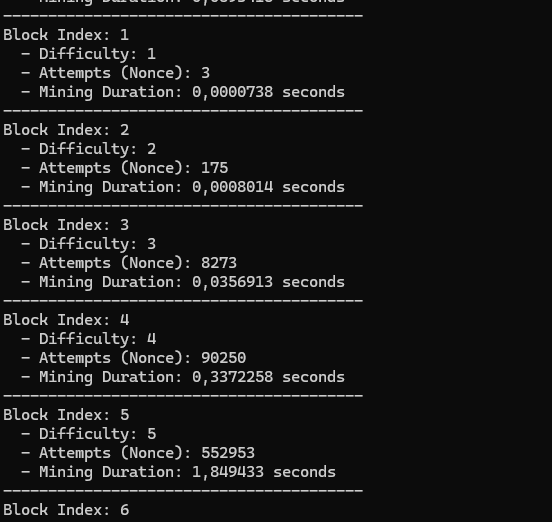 Block Index: 1
- Difficulty: 1
- Attempts (Nonce): 3
- Mining Duration: 0,0000738 seconds
----------------------------------------
Block Index: 2
- Difficulty: 2
- Attempts (Nonce): 175
- Mining Duration: 0,0008014 seconds
----------------------------------------
Block Index: 3
- Difficulty: 3
- Attempts (Nonce): 8273
- Mining Duration: 0,0356913 seconds
----------------------------------------
Block Index: 4
- Difficulty: 4
- Attempts (Nonce): 90250
- Mining Duration: 0,3372258 seconds
----------------------------------------
Block Index: 5
- Difficulty: 5
- Attempts (Nonce): 552953
- Mining Duration: 1,849433 seconds
----------------------------------------
Block Index: 6